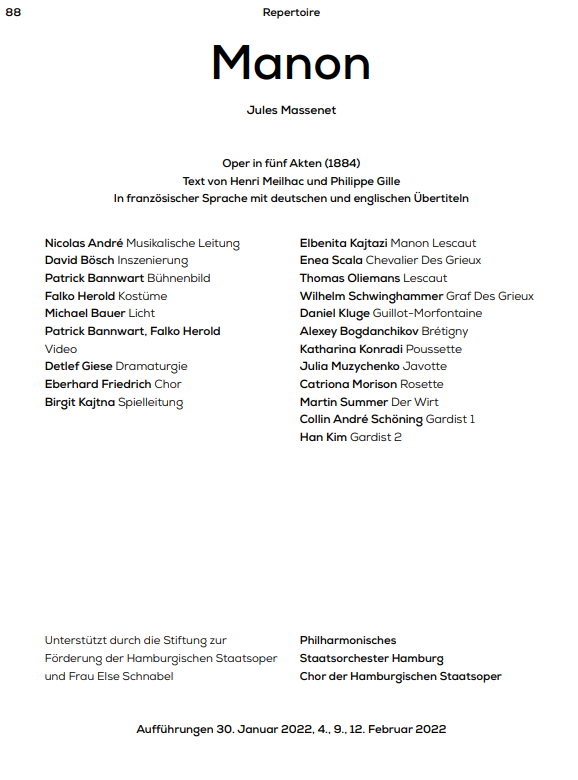 88
Repertoire
Manon
Jules Massenet
Oper in fünf Akten (1884)
Text von Henri Meilhac und Philippe Gille
In französischer Sprache mit deutschen und englischen Übertiteln
Nicolas André Musikalische Leitung
David Bösch Inszenierung
Patrick Bannwart Bühnenbild
Falko Herold Kostüme
Michael Bauer Licht
Patrick Bannwart, Falko Herold
Video
Detlef Giese Dramaturgie
Eberhard Friedrich Chor
Birgit Kajtna Spielleitung
Elbenita Kajtazi Manon Lescaut
Enea Scala Chevalier Des Grieux
Thomas Oliemans Lescaut
Wilhelm Schwinghammer Graf Des Grieux
Daniel Kluge Guillot-Morfontaine
Alexey Bogdanchikov Brétigny
Katharina Konradi Poussette
Julia Muzychenko Javotte
Catriona Morison Rosette
Martin Summer Der Wirt
Collin André Schöning Gardist 1
Han Kim Gardist 2
Unterstützt durch die Stiftung zur
Förderung der Hamburgischen Staatsoper
und Frau Else Schnabel
Philharmonisches
Staatsorchester Hamburg
Chor der Hamburgischen Staatsoper
Aufführungen 30. Januar 2022, 4., 9., 12. Februar 2022